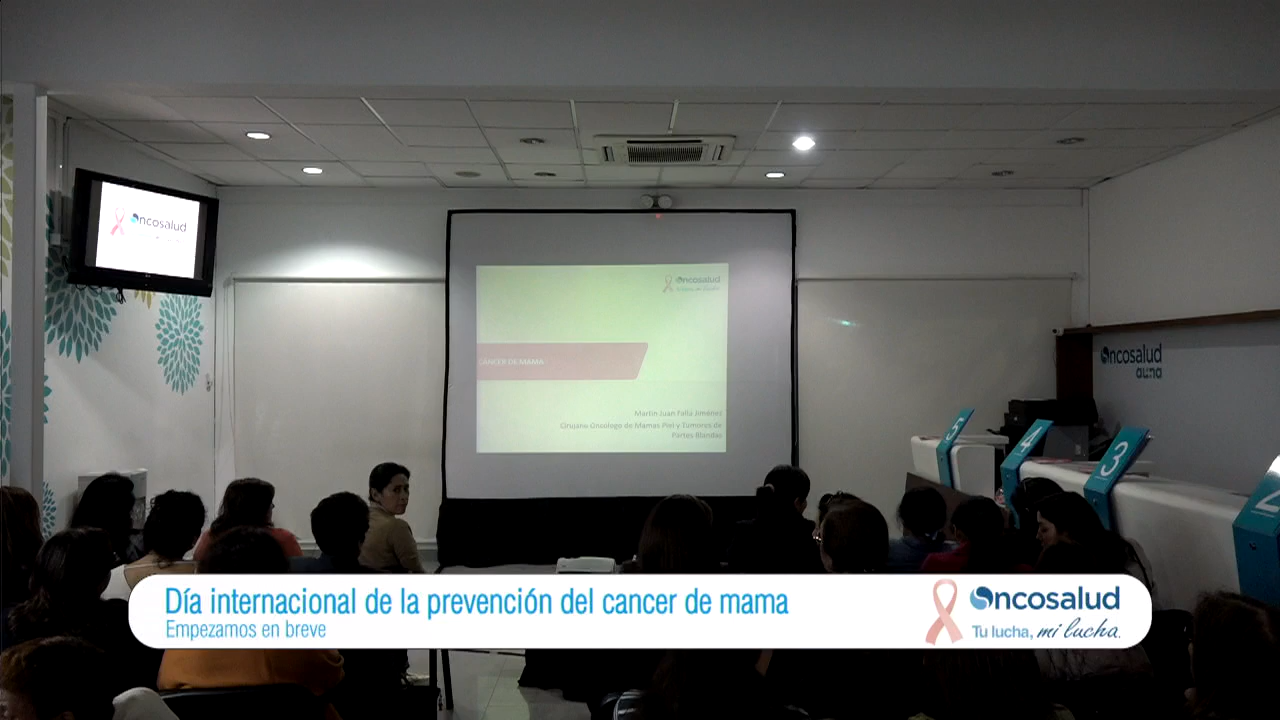 Oncosalud
Oncosalud
CÁNCER DE MAMA
Martín Juan Falla Jiménez
Cirujano Oncólogo de Mamas Piel y Tumores de
Partes Blandas
Oncosalud
auna
5
4
3
2
Día internacional de la prevención del cancer de mama
Empezamos en breve
Oncosalud
Tu lucha, mi lucha.